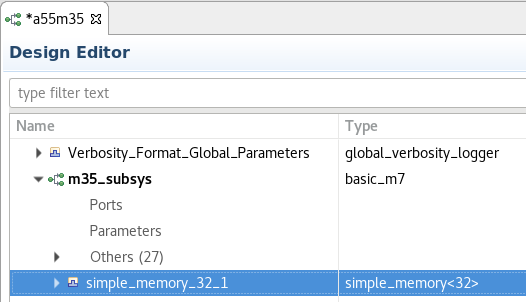 *a55m35
Design Editor
type filter text
Name Type
Verbosity_Format_Global_Parameters global_verbosity_logger
m35_subsys basic_m7
Ports
Parameters
Others (27)
simple_memory_32_1 simple_memory<32>